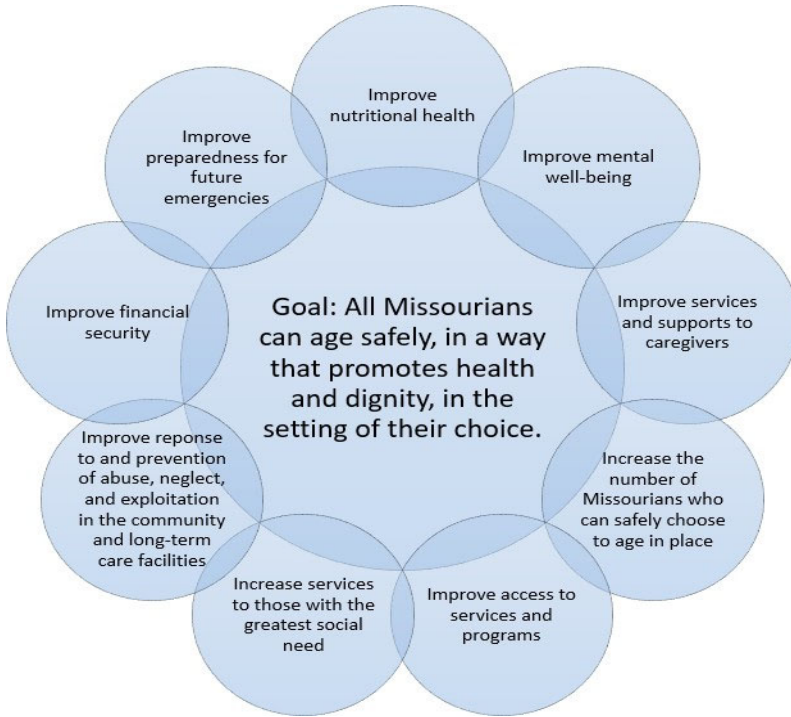 Improve
nutritional health
Improve mental
well-being
Improve services
and supports to
caregivers
Increase the
number of
Missourians who
can safely choose
to age in place
Improve access to
services and
programs
Increase services
to those with the
greatest social
need
Improve reponse
to and prevention
of abuse, neglect,
and exploitation
in the community
and long-term
care facilities
Improve financial
security
Improve
preparedness for
future
emergencies
Goal: All Missourians
can age safely, in a way
that promotes health
and dignity, in the
setting of their choice.